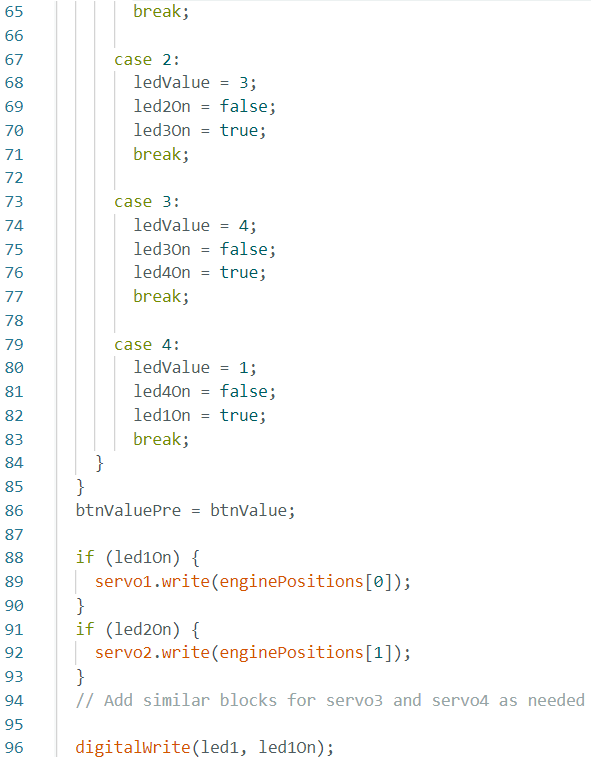 65 break;
66
67 case 2:
68 ledValue = 3;
69 led2On = false;
70 led3On = true;
71 break;
72
73 case 3:
74 ledValue = 4;
75 led3On = false;
76 led4On = true;
77 break;
78
79 case 4:
80 ledValue = 1;
81 led4On = false;
82 led1On = true;
83 break;
84 }
85 }
86 btnValuePre = btnValue;
87
88 if (led1On) {
89 servo1.write(enginePositions[0]);
90 }
91 if (led2On) {
92 servo2.write(enginePositions[1]);
93 }
94 // Add similar blocks for servo3 and servo4 as needed
95
96 digitalWrite(led1, led1On);